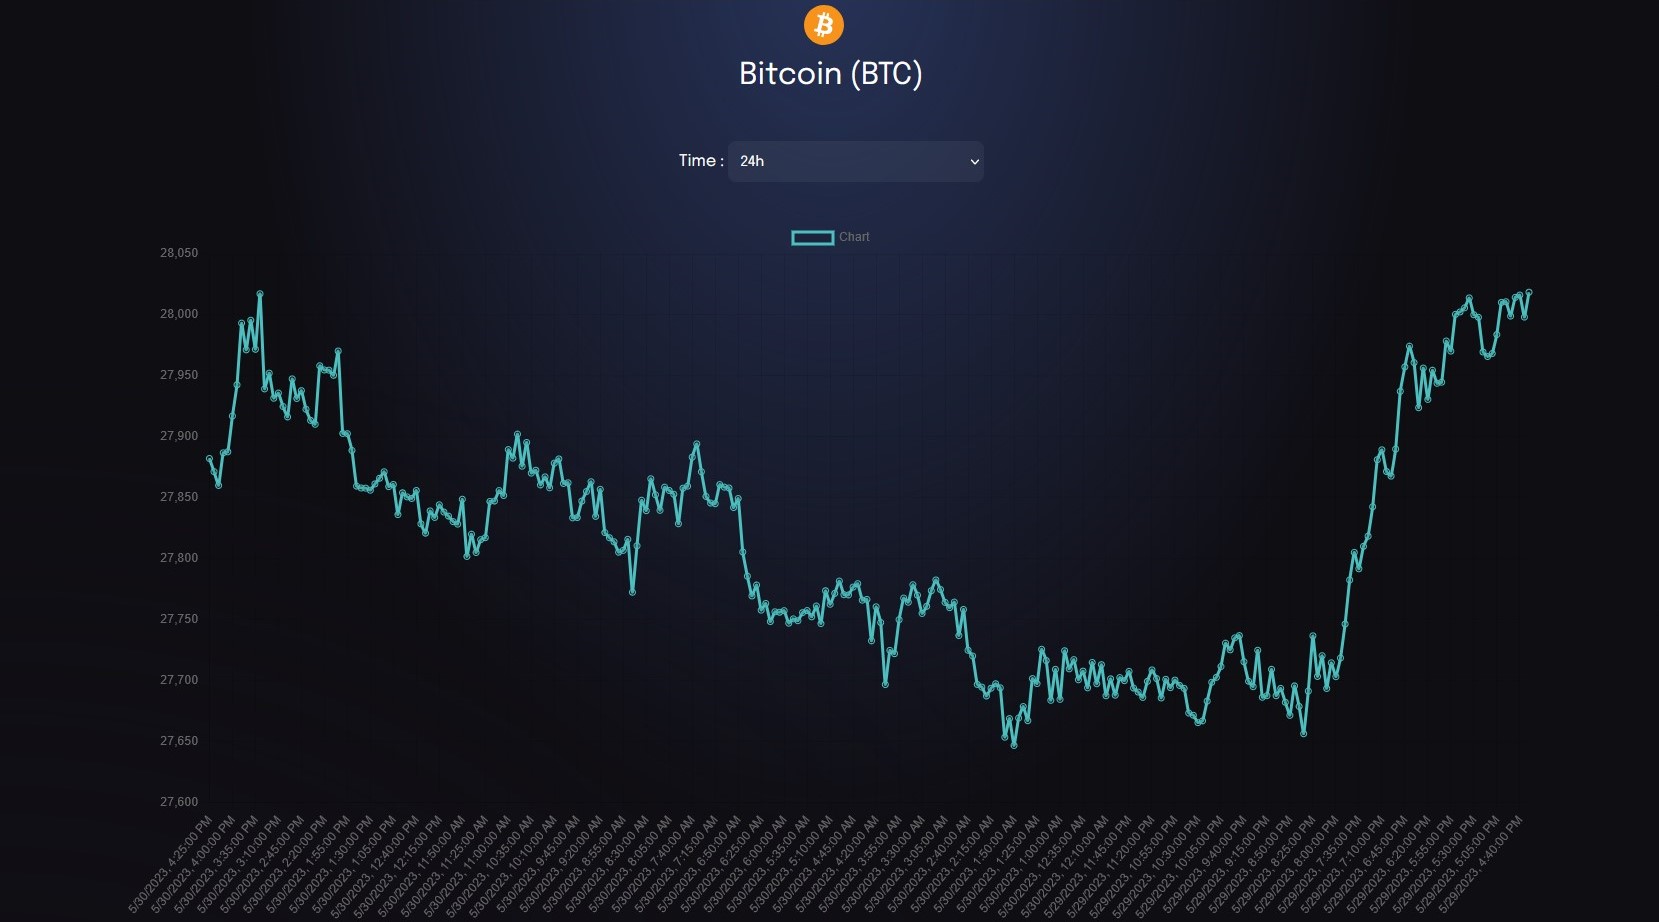 Bitcoin (BTC)
Time :
24h
Chart
28,050
28,000
27,950
27,900
27,850
27,800
27,750
27,700
27,650
27,600
5/30/2023, 4:25:00 PM
5/30/2023, 4:00:00 PM
5/30/2023, 3:35:00 PM
5/30/2023, 3:10:00 PM
5/30/2023, 2:45:00 PM
5/30/2023, 2:20:00 PM
5/30/2023, 1:55:00 PM
5/30/2023, 1:30:00 PM
5/30/2023, 1:05:00 PM
5/30/2023, 12:40:00 PM
5/30/2023, 12:15:00 PM
5/30/2023, 11:50:00 AM
5/30/2023, 11:25:00 AM
5/30/2023, 11:00:00 AM
5/30/2023, 10:35:00 AM
5/30/2023, 10:10:00 AM
5/30/2023, 9:45:00 AM
5/30/2023, 9:20:00 AM
5/30/2023, 8:55:00 AM
5/30/2023, 8:30:00 AM
5/30/2023, 8:05:00 AM
5/30/2023, 7:40:00 AM
5/30/2023, 7:15:00 AM
5/30/2023, 6:50:00 AM
5/30/2023, 6:25:00 AM
5/30/2023, 6:00:00 AM
5/30/2023, 5:35:00 AM
5/30/2023, 5:10:00 AM
5/30/2023, 4:45:00 AM
5/30/2023, 4:20:00 AM
5/30/2023, 3:55:00 AM
5/30/2023, 3:30:00 AM
5/30/2023, 3:05:00 AM
5/30/2023, 2:40:00 AM
5/30/2023, 2:15:00 AM
5/30/2023, 1:50:00 AM
5/30/2023, 1:25:00 AM
5/30/2023, 1:00:00 AM
5/30/2023, 12:35:00 AM
5/30/2023, 12:10:00 AM
5/29/2023, 11:45:00 PM
5/29/2023, 11:20:00 PM
5/29/2023, 10:55:00 PM
5/29/2023, 10:30:00 PM
5/29/2023, 10:05:00 PM
5/29/2023, 9:40:00 PM
5/29/2023, 9:15:00 PM
5/29/2023, 8:50:00 PM
5/29/2023, 8:25:00 PM
5/29/2023, 8:00:00 PM
5/29/2023, 7:35:00 PM
5/29/2023, 7:10:00 PM
5/29/2023, 6:45:00 PM
5/29/2023, 6:20:00 PM
5/29/2023, 5:55:00 PM
5/29/2023, 5:30:00 PM
5/29/2023, 5:05:00 PM
5/29/2023, 4:40:00 PM